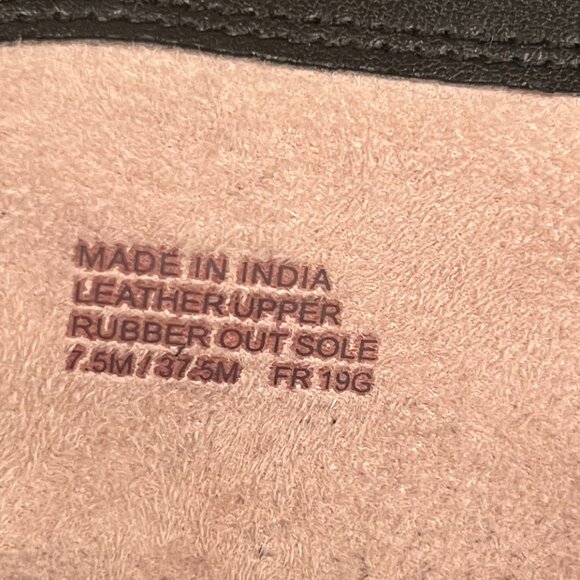 MADE IN INDIA
LEATHER UPPER
RUBBER OUT SOLE
7.5M / 37.5M FR 19G